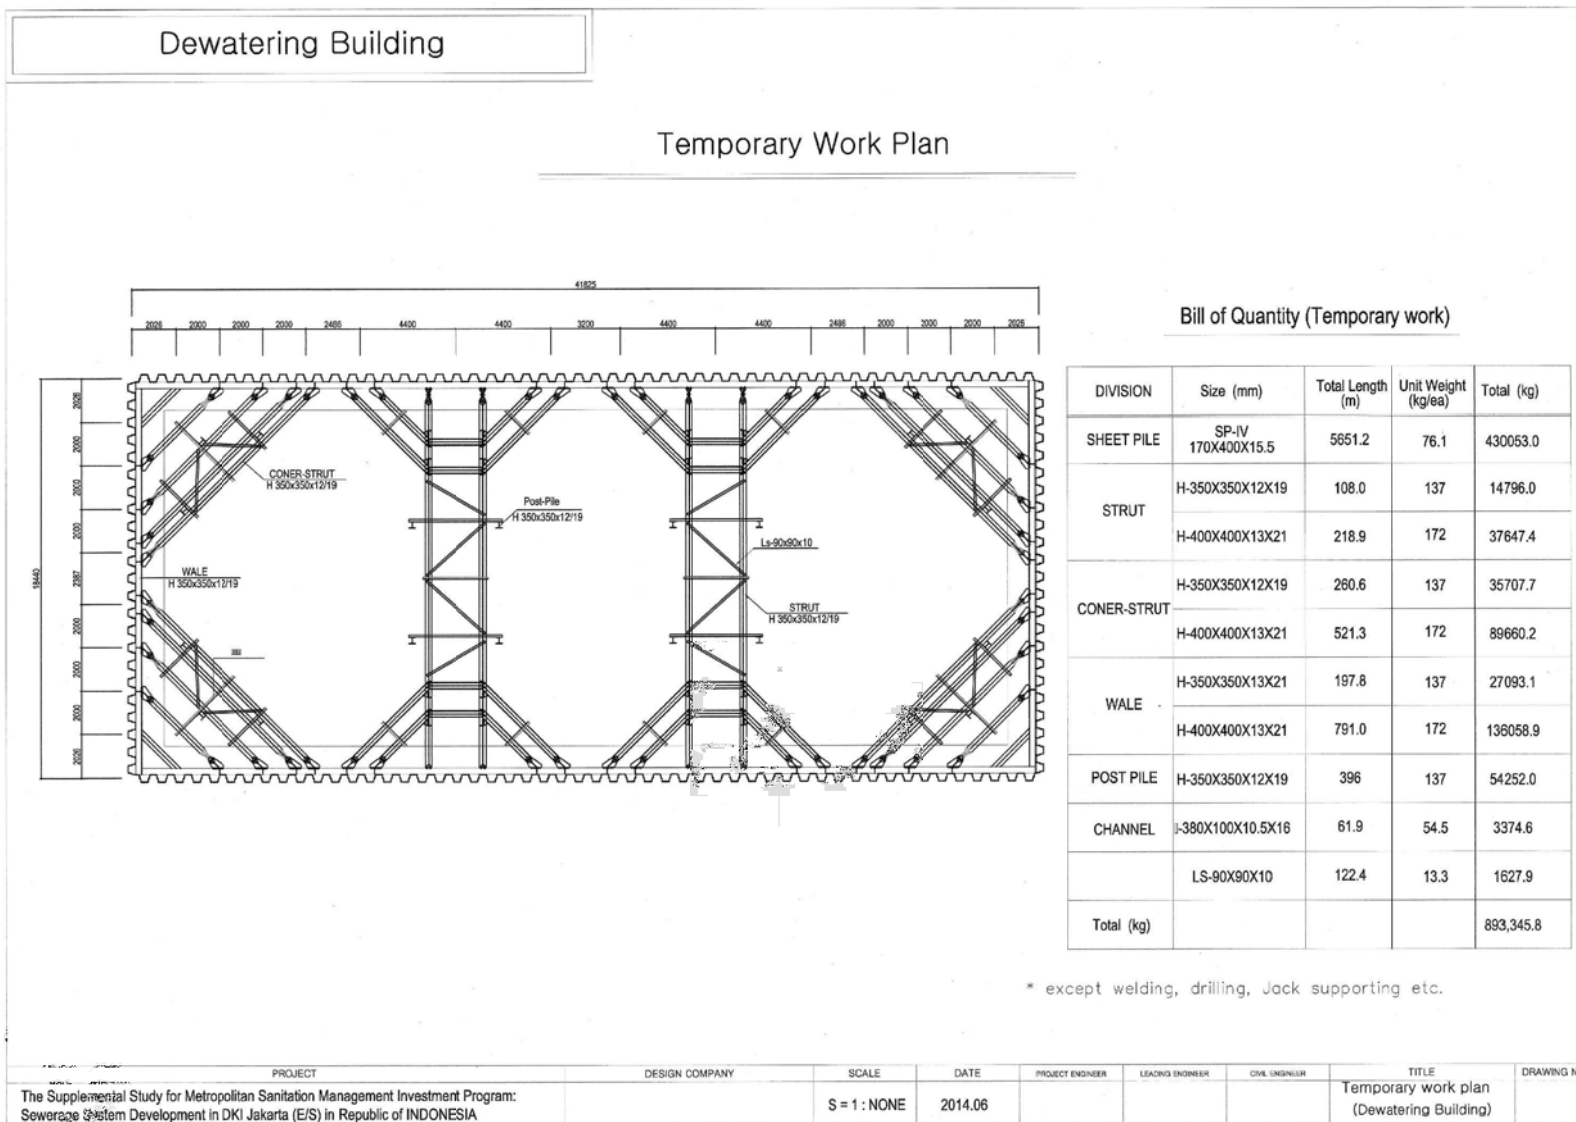 Dewatering Building
Temporary Work Plan
41825
2026 2000 2000 2000 2486 4400 4400 3200 4400 4400 2486 2000 2000 2000 2026
18440
2026
2000
2000
2000
2387
2000
2000
2000
2026
CONER-STRUT
H 350x350x12/19
Post-Pile
H 350x350x12/19
Ls-90x90x10
WALE
H 350x350x12/19
STRUT
H 350x350x12/19
Bill of Quantity (Temporary work)
DIVISION Size (mm) Total Length (m) Unit Weight (kg/ea) Total (kg)
SHEET PILE SP-IV 170X400X15.5 5651.2 76.1 430053.0
STRUT H-350X350X12X19 108.0 137 14796.0
H-400X400X13X21 218.9 172 37647.4
CONER-STRUT H-350X350X12X19 260.6 137 35707.7
H-400X400X13X21 521.3 172 89660.2
WALE H-350X350X13X21 197.8 137 27093.1
H-400X400X13X21 791.0 172 136058.9
POST PILE H-350X350X12X19 396 137 54252.0
CHANNEL -380X100X10.5X16 61.9 54.5 3374.6
LS-90X90X10 122.4 13.3 1627.9
Total (kg) 893,345.8
* except welding, drilling, Jack supporting etc.
PROJECT DESIGN COMPANY SCALE DATE PROJECT ENGINEER LEADING ENGINEER CIVIL ENGINEER TITLE DRAWING N
The Supplemental Study for Metropolitan Sanitation Management Investment Program:
Sewerage System Development in DKI Jakarta (E/S) in Republic of INDONESIA
S = 1 : NONE
2014.06
Temporary work plan
(Dewatering Building)